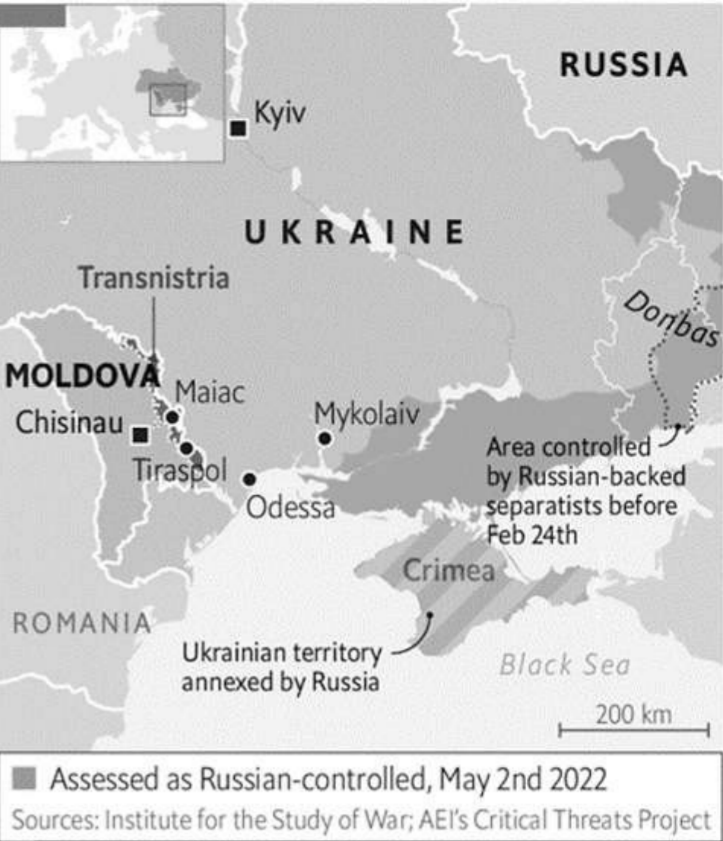 RUSSIA
Kyiv
UKRAINE
Transnistria
MOLDOVA
Maiac
Chisinau
Mykolaiv
Tiraspol
Odessa
Donbas
Area controlled
by Russian-backed
separatists before
Feb 24th
Crimea
ROMANIA
Ukrainian territory
annexed by Russia
Black Sea
200 km
Assessed as Russian-controlled, May 2nd 2022
Sources: Institute for the Study of War; AEI's Critical Threats Project